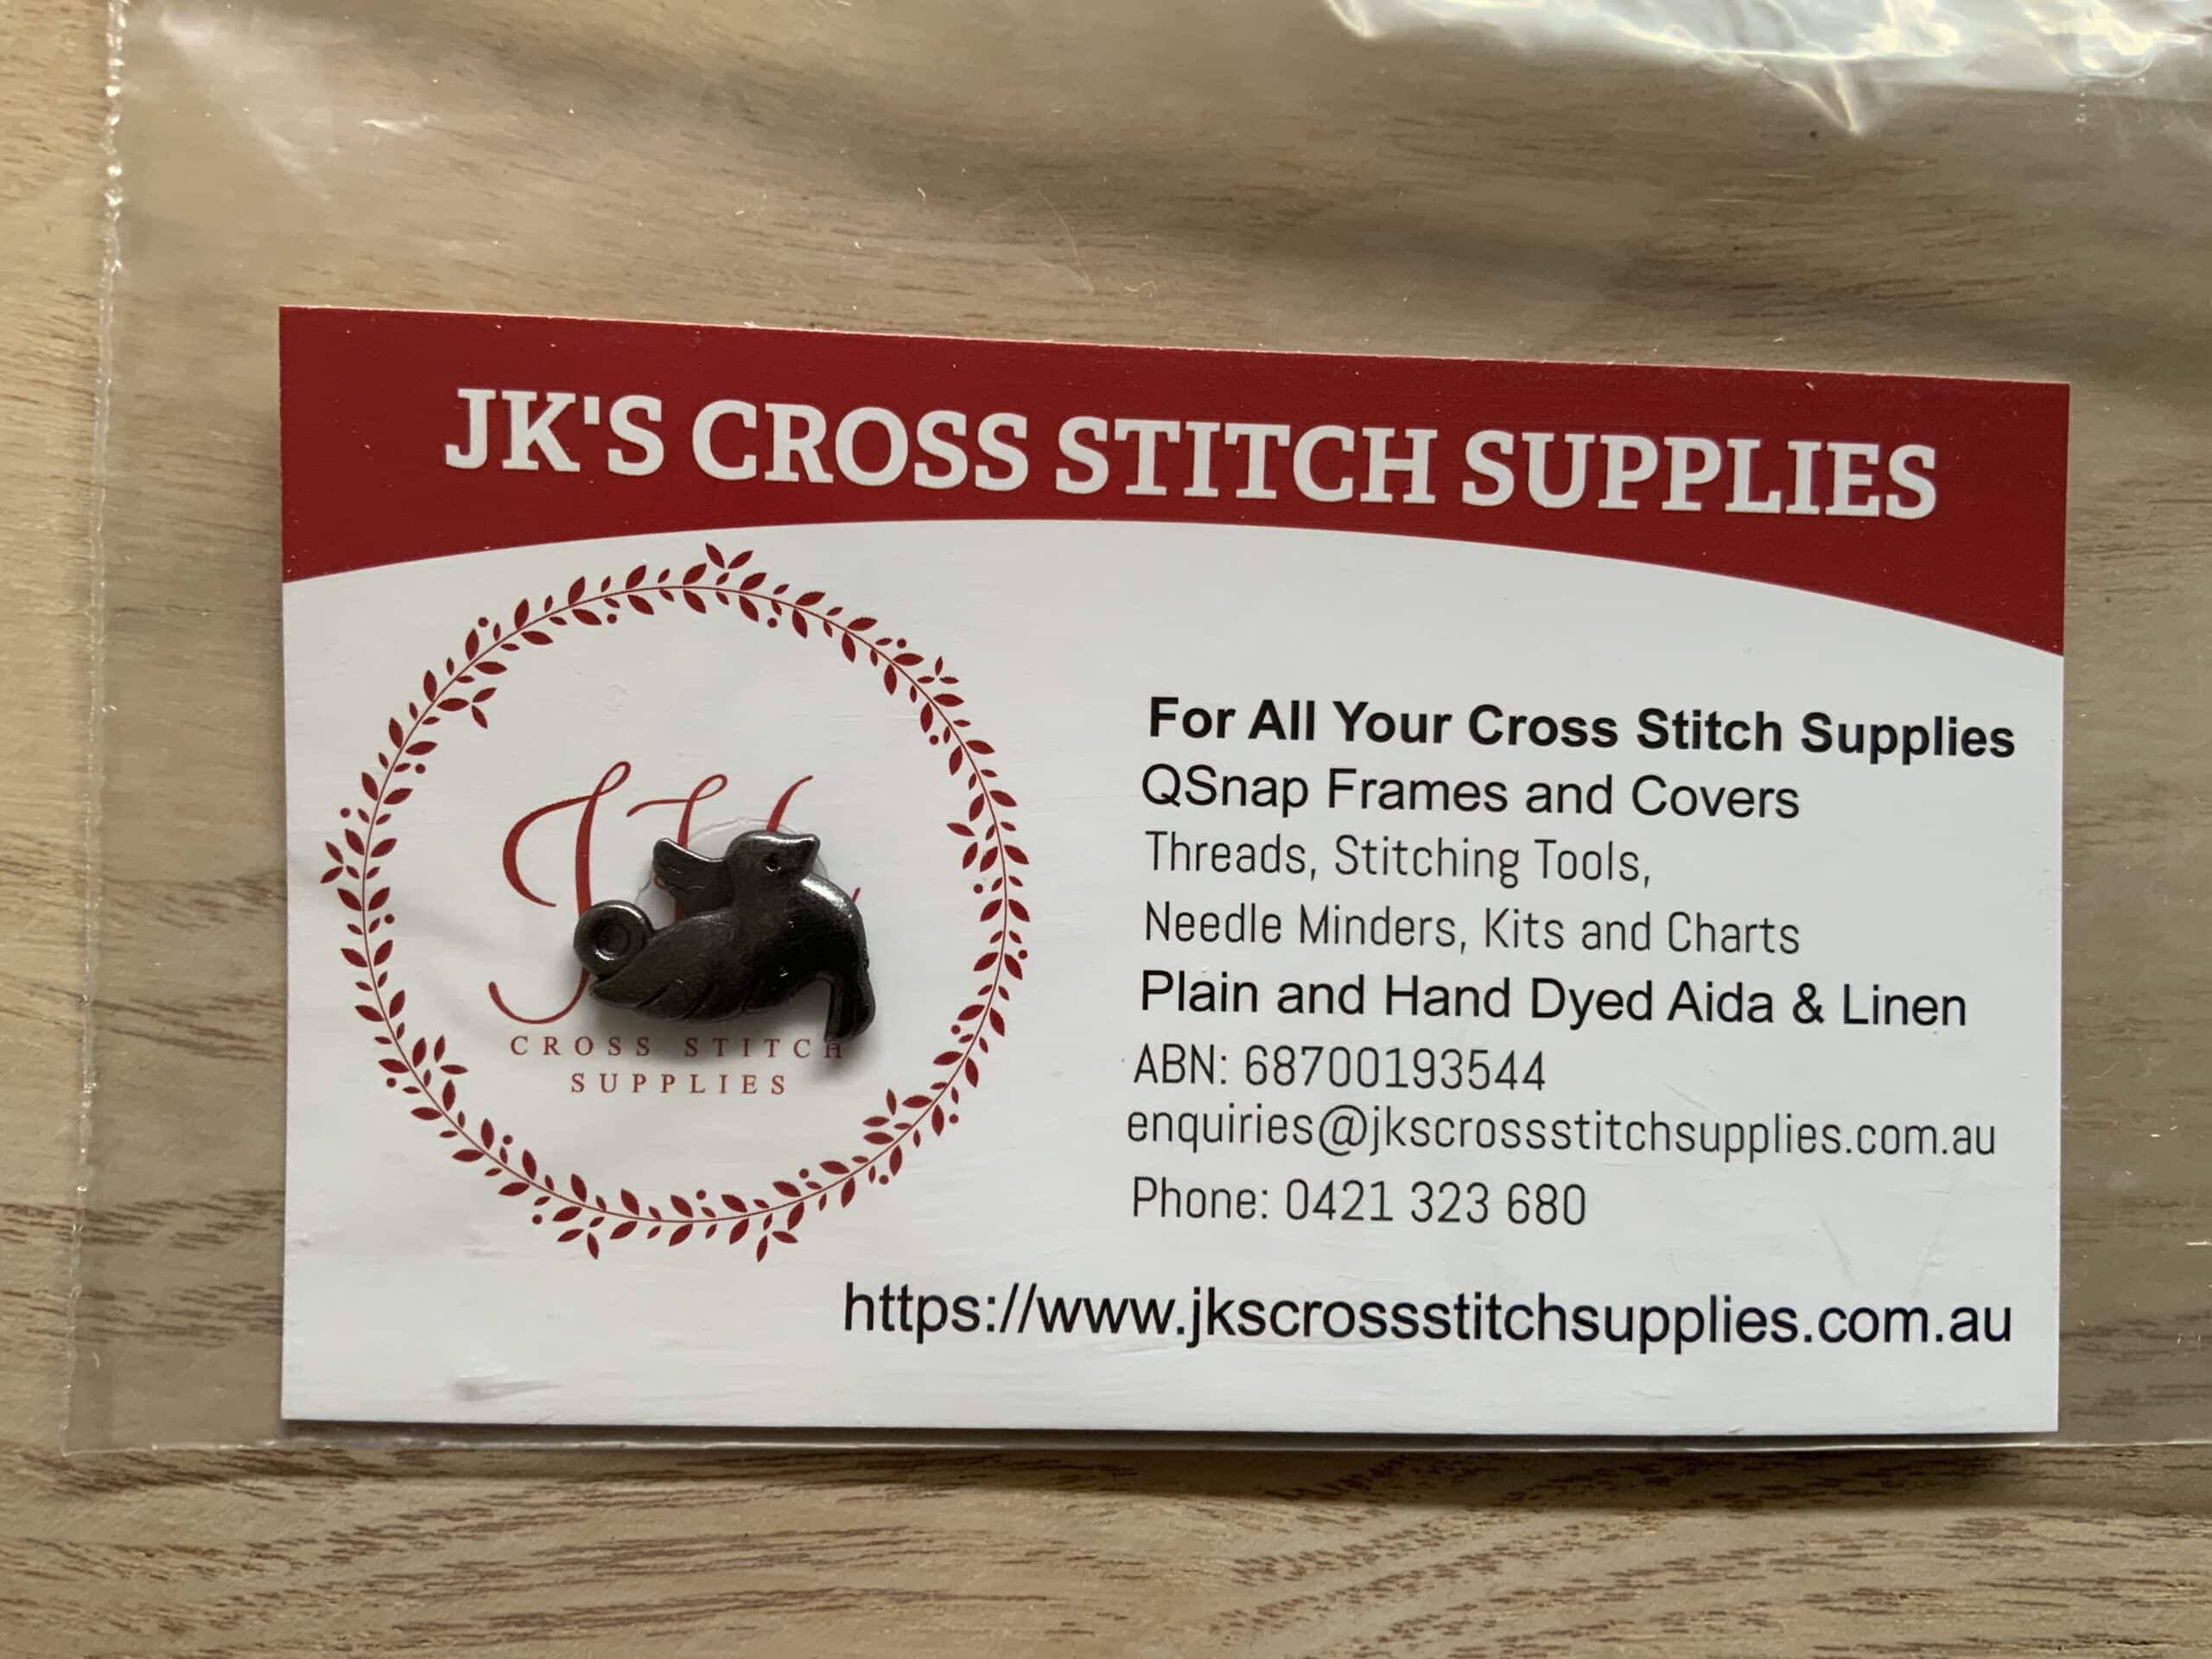 JK'S CROSS STITCH SUPPLIES
CROSS STITCH
SUPPLIES
For All Your Cross Stitch Supplies
QSnap Frames and Covers
Threads, Stitching Tools,
Needle Minders, Kits and Charts
Plain and Hand Dyed Aida & Linen
ABN: 68700193544
enquiries@jkscrossstitchsupplies.com.au
Phone: 0421 323 680
https://www.jkscrossstitchsupplies.com.au